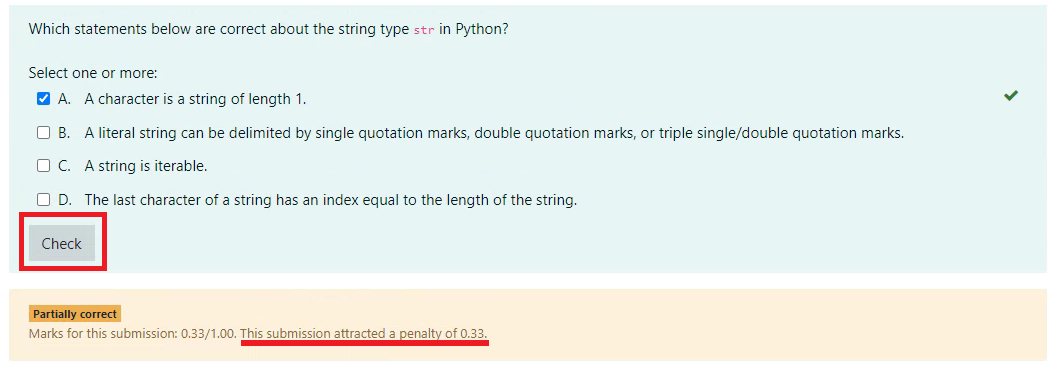 Which statements below are correct about the string type str in Python?
Select one or more:
A. A character is a string of length 1.
B. A literal string can be delimited by single quotation marks, double quotation marks, or triple single/double quotation marks.
C. A string is iterable.
D. The last character of a string has an index equal to the length of the string.
Check
Partially correct
Marks for this submission: 0.33/1.00. This submission attracted a penalty of 0.33.